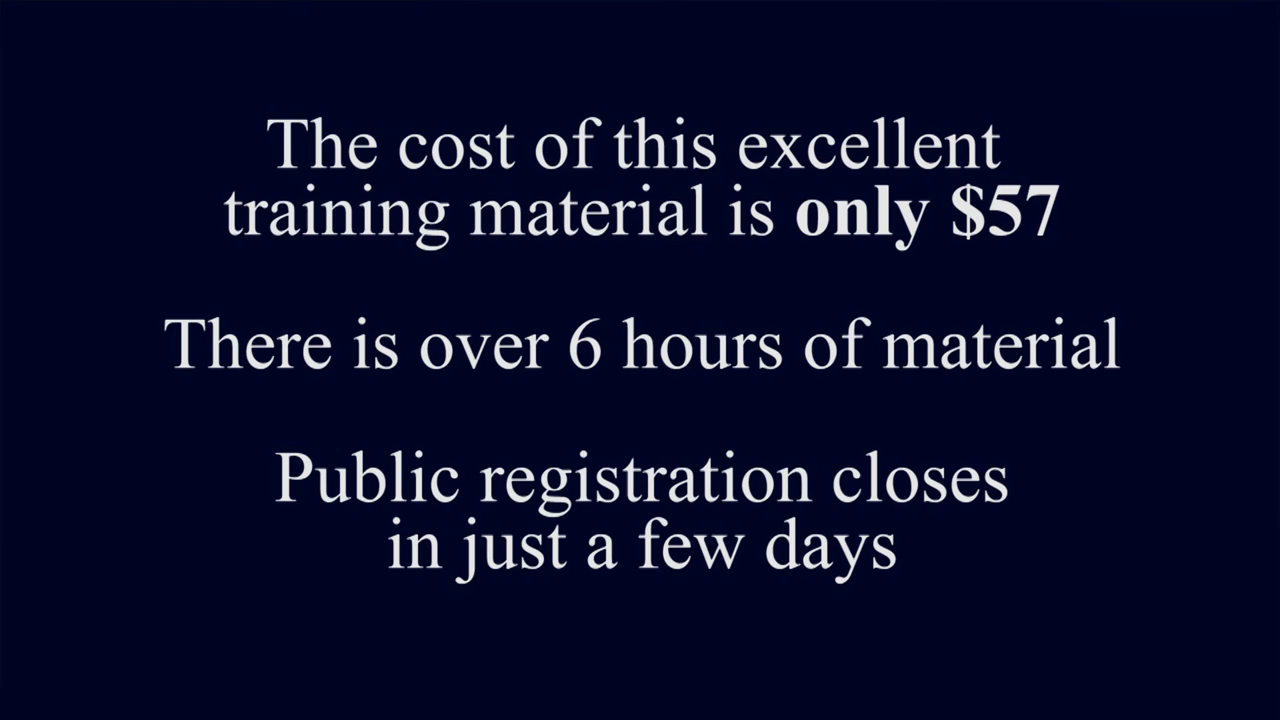 The cost of this excellent
training material is only $57
There is over 6 hours of material
Public registration closes
in just a few days